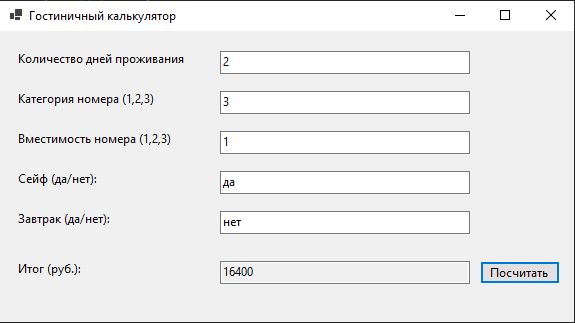 Гостиничный калькулятор
Количество дней проживания 2
Категория номера (1,2,3) 3
Вместимость номера (1,2,3) 1
Сейф (да/нет): да
Завтрак (да/нет): нет
Итог (руб.): 16400 Посчитать